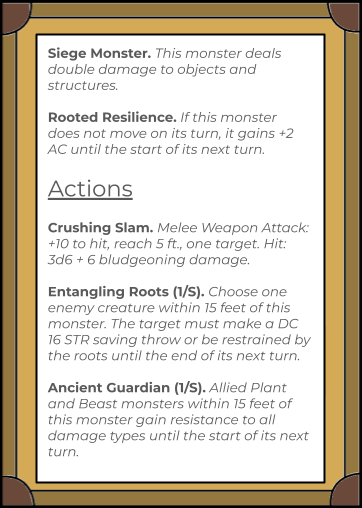 Siege Monster. This monster deals
double damage to objects and
structures.
Rooted Resilience. If this monster
does not move on its turn, it gains +2
AC until the start of its next turn.
Actions
Crushing Slam. Melee Weapon Attack:
+10 to hit, reach 5 ft., one target. Hit:
3d6 + 6 bludgeoning damage.
Entangling Roots (1/S). Choose one
enemy creature within 15 feet of this
monster. The target must make a DC
16 STR saving throw or be restrained by
the roots until the end of its next turn.
Ancient Guardian (1/S). Allied Plant
and Beast monsters within 15 feet of
this monster gain resistance to all
damage types until the start of its next
turn.